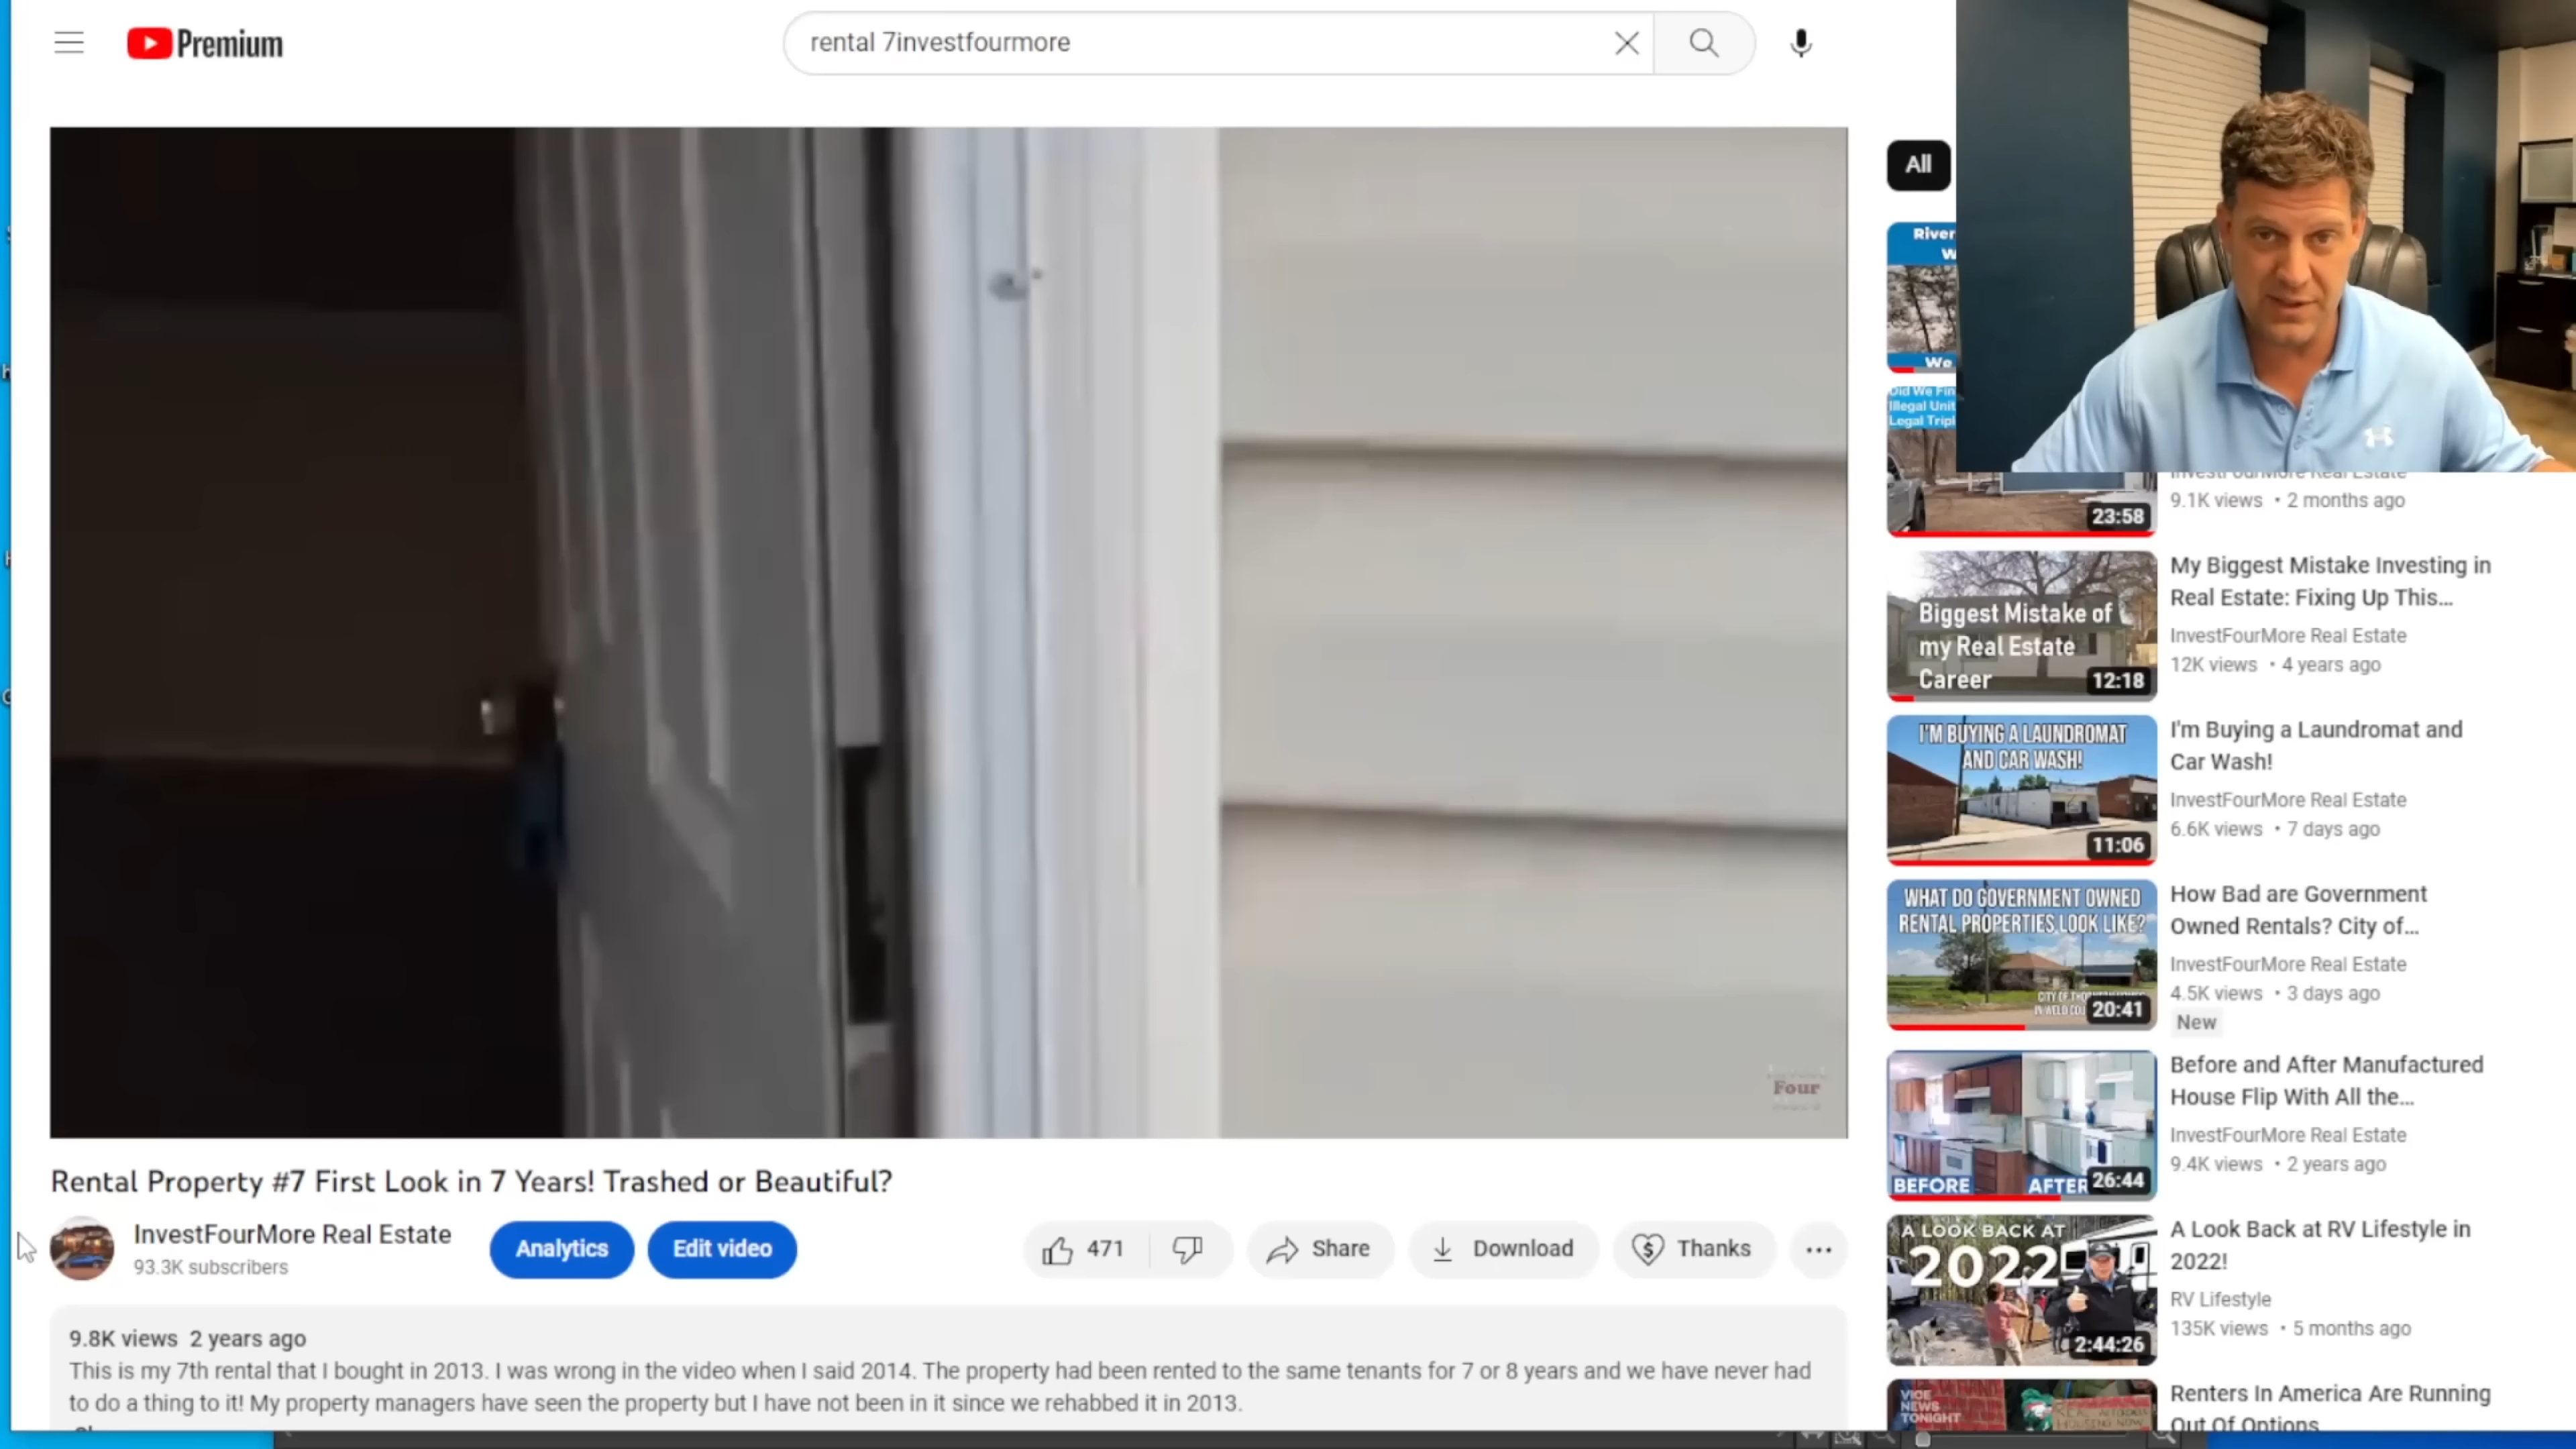 Premium
rental 7investfourmore
All
River
W
We
Did We Fin
Illegal Unit
Legal Tripl
23:58
9.1K views • 2 months ago
Biggest Mistake of
my Real Estate
Career
12:18
My Biggest Mistake Investing in
Real Estate: Fixing Up This...
InvestFourMore Real Estate
12K views • 4 years ago
I'M BUYING A LAUNDROMAT
AND CAR WASH!
11:06
I'm Buying a Laundromat and
Car Wash!
InvestFourMore Real Estate
6.6K views • 7 days ago
WHAT DO GOVERNMENT OWNED
RENTAL PROPERTIES LOOK LIKE?
20:41
How Bad are Government
Owned Rentals? City of...
InvestFourMore Real Estate
4.5K views • 3 days ago
New
BEFORE
AFTER
26:44
Before and After Manufactured
House Flip With All the...
InvestFourMore Real Estate
9.4K views • 2 years ago
A LOOK BACK AT
2022
2:44:26
A Look Back at RV Lifestyle in
2022!
RV Lifestyle
135K views • 5 months ago
VICE
NEWS
TONIGHT
Renters In America Are Running
Out Of Options
Four
Rental Property #7 First Look in 7 Years! Trashed or Beautiful?
InvestFourMore Real Estate
93.3K subscribers
Analytics
Edit video
471
Share
Download
Thanks
9.8K views 2 years ago
This is my 7th rental that I bought in 2013. I was wrong in the video when I said 2014. The property had been rented to the same tenants for 7 or 8 years and we have never had
to do a thing to it! My property managers have seen the property but I have not been in it since we rehabbed it in 2013.